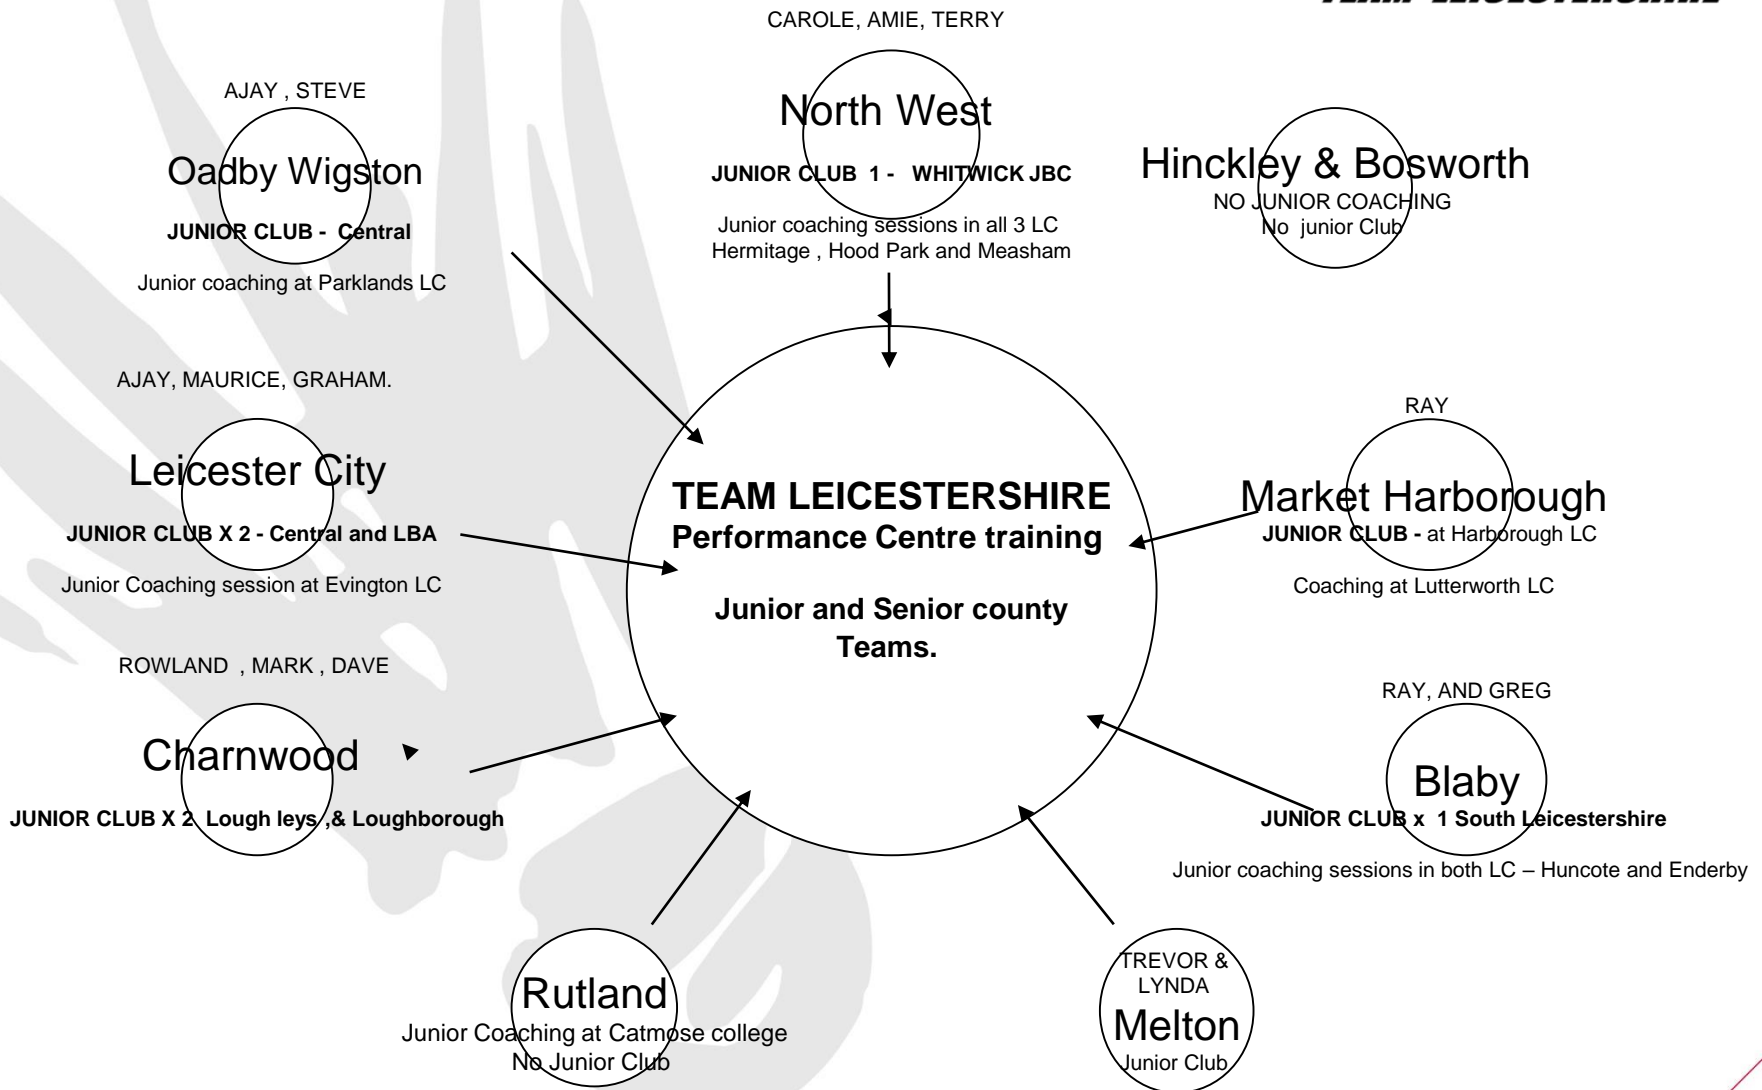 TEAM LEICESTERSHIRE
CAROLE, AMIE, TERRY
North West
JUNIOR CLUB 1 - WHITWICK JBC
Junior coaching sessions in all 3 LC
Hermitage , Hood Park and Measham
AJAY , STEVE
Oadby Wigston
JUNIOR CLUB - Central
Junior coaching at Parklands LC
Hinckley & Bosworth
NO JUNIOR COACHING
No junior Club
AJAY, MAURICE, GRAHAM.
Leicester City
JUNIOR CLUB X 2 - Central and LBA
Junior Coaching session at Evington LC
TEAM LEICESTERSHIRE
Performance Centre training
Junior and Senior county
Teams.
RAY
Market Harborough
JUNIOR CLUB - at Harborough LC
Coaching at Lutterworth LC
ROWLAND , MARK , DAVE
Charnwood
JUNIOR CLUB X 2 Lough leys ,& Loughborough
RAY, AND GREG
Blaby
JUNIOR CLUB x 1 South Leicestershire
Junior coaching sessions in both LC – Huncote and Enderby
Rutland
Junior Coaching at Catmose college
No Junior Club
TREVOR &
LYNDA
Melton
Junior Club